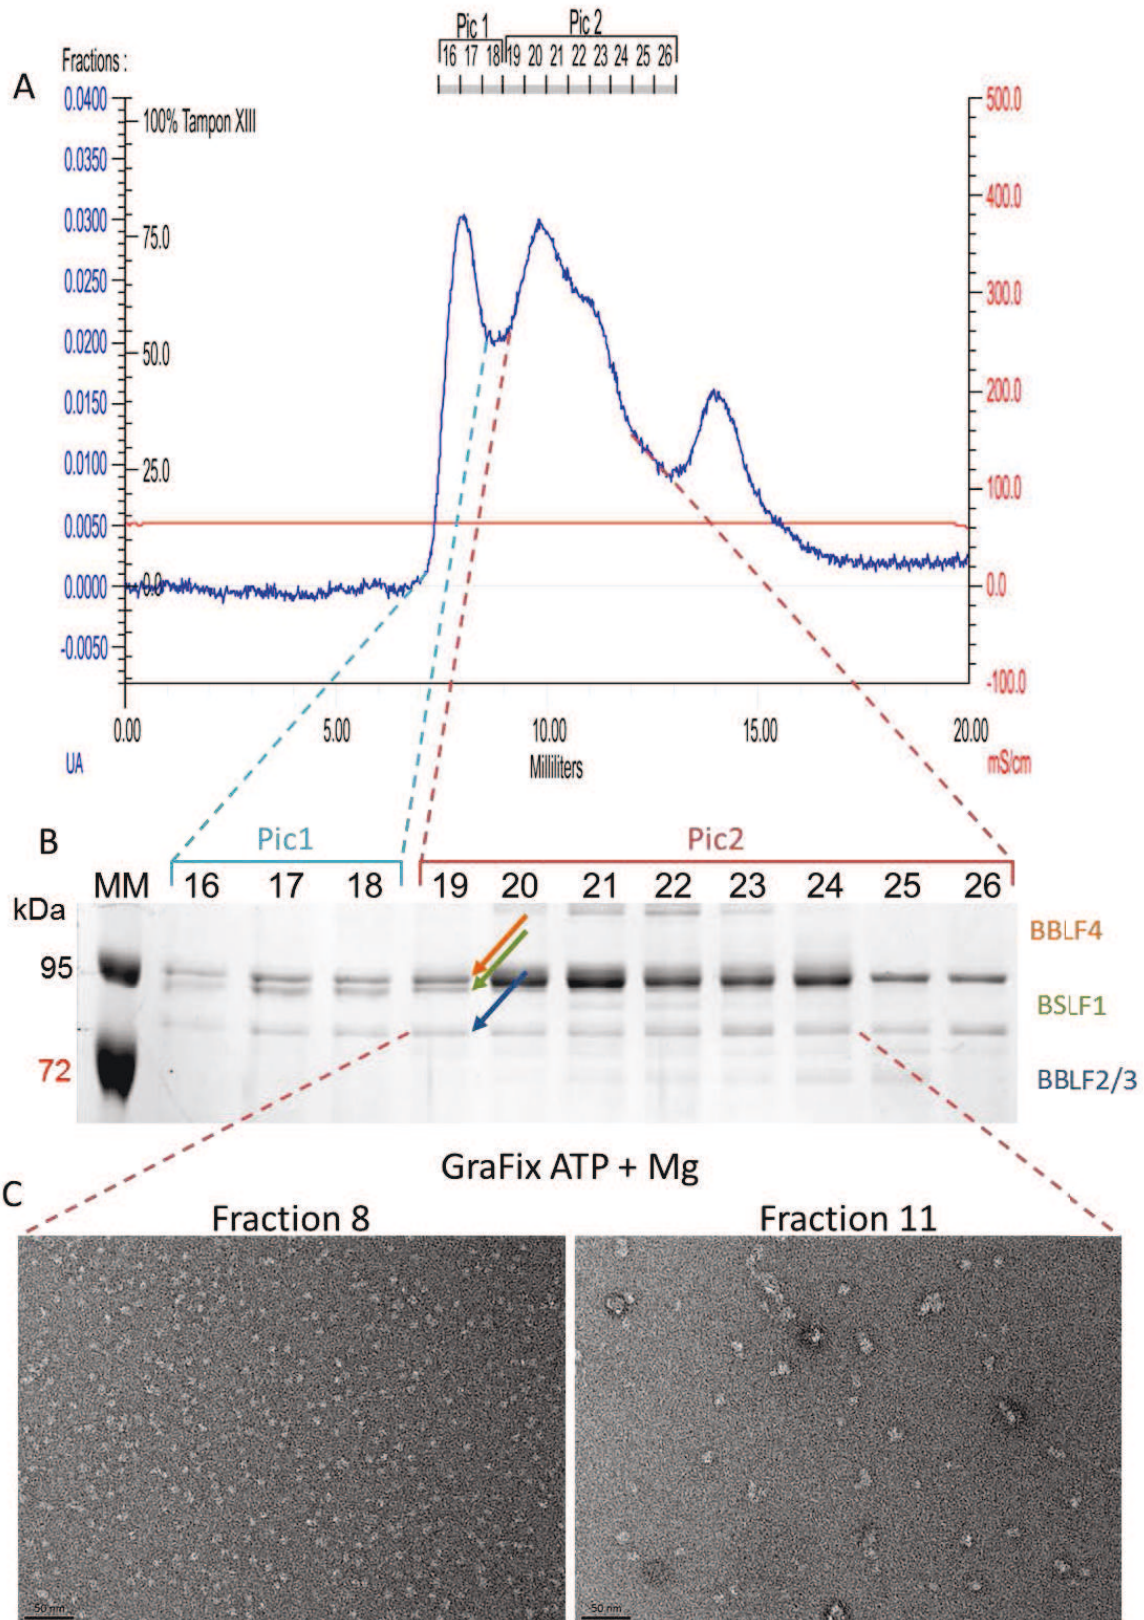 Pic 1 Pic 2
Fractions : 16 17 18 19 20 21 22 23 24 25 26
A
0.0400 100% Tampon XIII 500.0
0.0350
0.0300 75.0 400.0
0.0250 300.0
0.0200 50.0
0.0150 200.0
0.0100 25.0 100.0
0.0050
0.0000 0.0 0.0
-0.0050
-100.0
0.00 5.00 10.00 15.00 20.00
UA Milliliters mS/cm
B Pic1 Pic2
MM 16 17 18 19 20 21 22 23 24 25 26
kDa
BBLF4
95
BSLF1
72
BBLF2/3
GraFix ATP + Mg
C
Fraction 8 Fraction 11
50 nm 50 nm